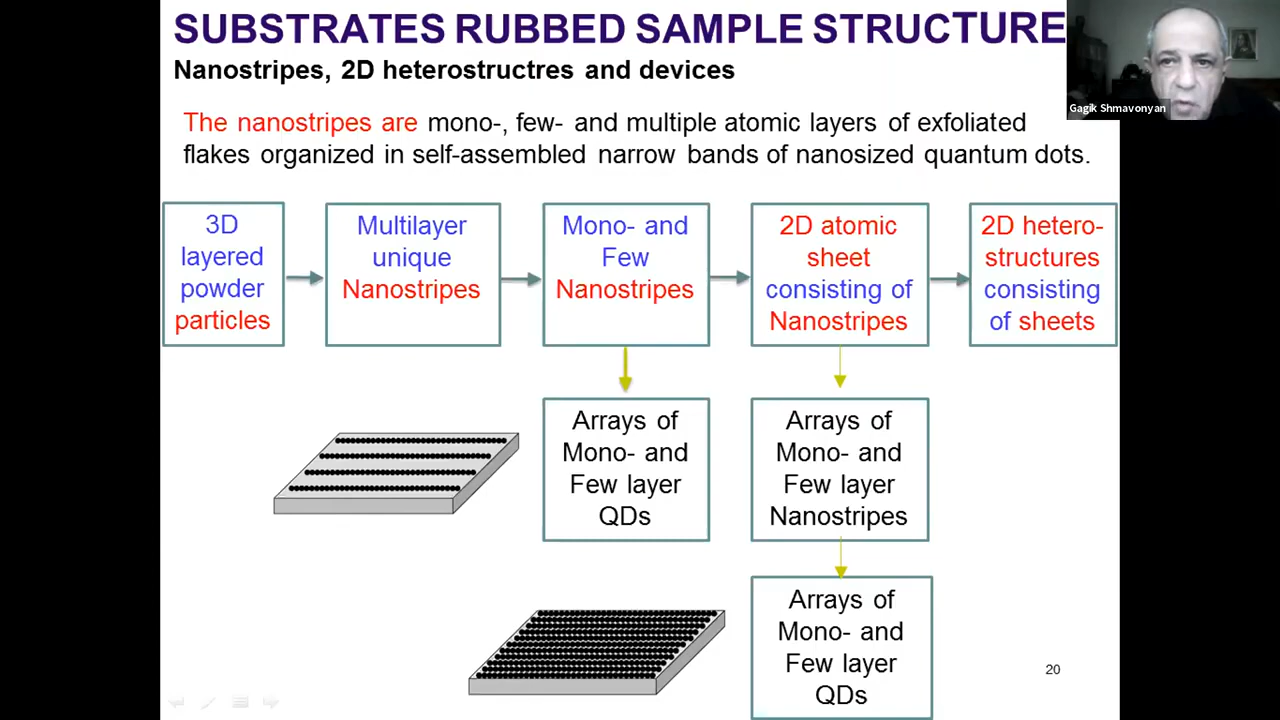 SUBSTRATES RUBBED SAMPLE STRUCTURE
Nanostripes, 2D heterostructres and devices
Gagik Shmavonyan
The nanostripes are mono-, few- and multiple atomic layers of exfoliated
flakes organized in self-assembled narrow bands of nanosized quantum dots.
3D
layered
powder
particles
Multilayer
unique
Nanostripes
Mono- and
Few
Nanostripes
2D atomic
sheet
consisting of
Nanostripes
2D hetero-
structures
consisting
of sheets
Arrays of
Mono- and
Few layer
QDs
Arrays of
Mono- and
Few layer
Nanostripes
Arrays of
Mono- and
Few layer
QDs
20